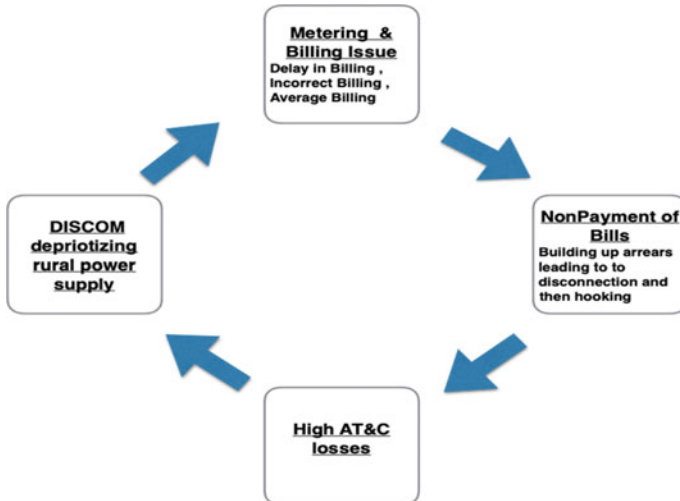 Metering & 
Billing Issue
Delay in Billing ,
Incorrect Billing ,
Average Billing
NonPayment of
Bills
Building up arrears
leading to to
disconnection and
then hooking
High AT&C
losses
DISCOM
depriotizing
rural power
supply